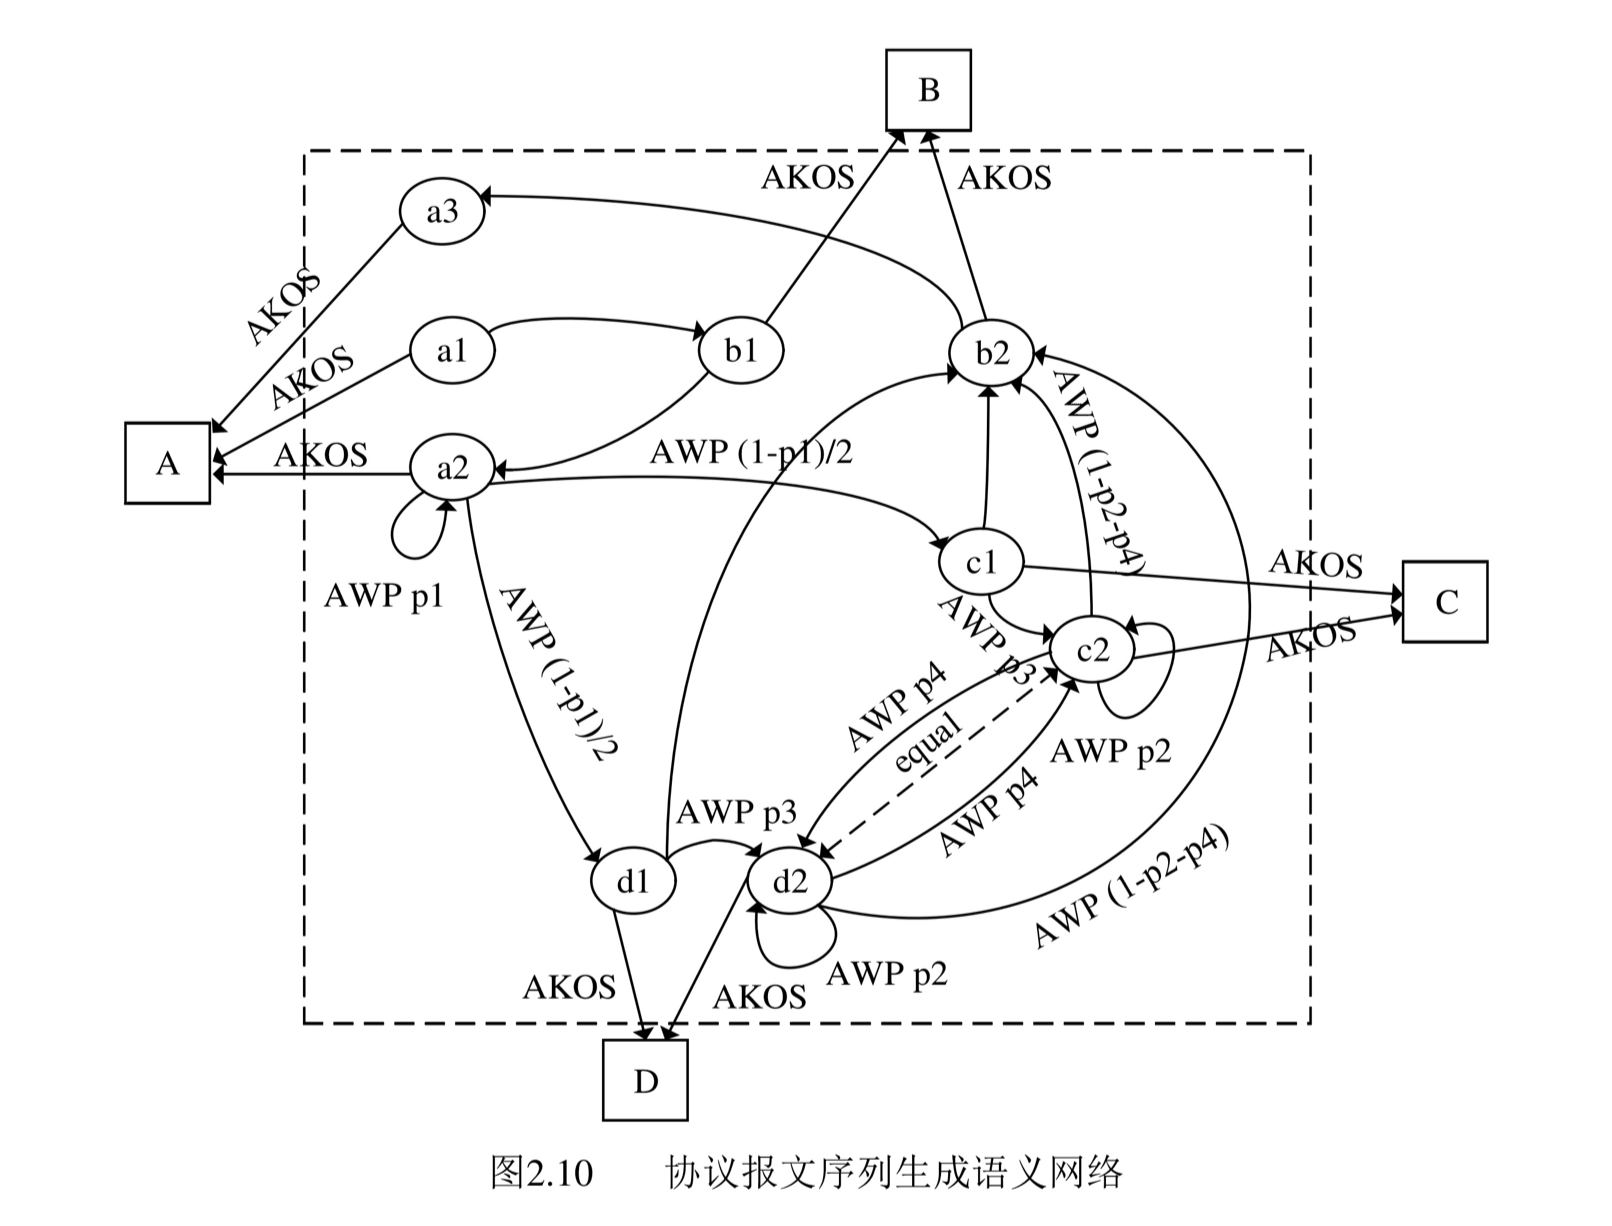 B
AKOS
AKOS
a3
AKOS
a1
b1
b2
AKOS
A
AKOS
a2
AWP (1-p1)/2
AWP (1-p2-p4)
AWP p1
c1
AKOS
C
AWP (1-p1)/2
AWP p3
c2
AKOS
AWP p4
equal
AWP p2
AWP p4
AWP p3
d1
d2
AWP (1-p2-p4)
AWP p2
AKOS
AKOS
D
图2.10 协议报文序列生成语义网络